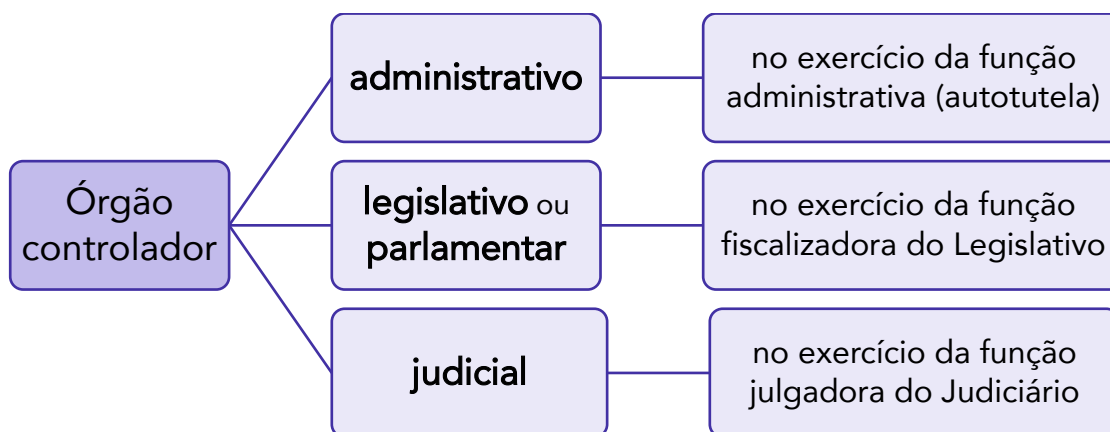 administrativo
no exercício da função
administrativa (autotutela)
Órgão
controlador
legislativo ou
parlamentar
no exercício da função
fiscalizadora do Legislativo
judicial
no exercício da função
julgadora do Judiciário